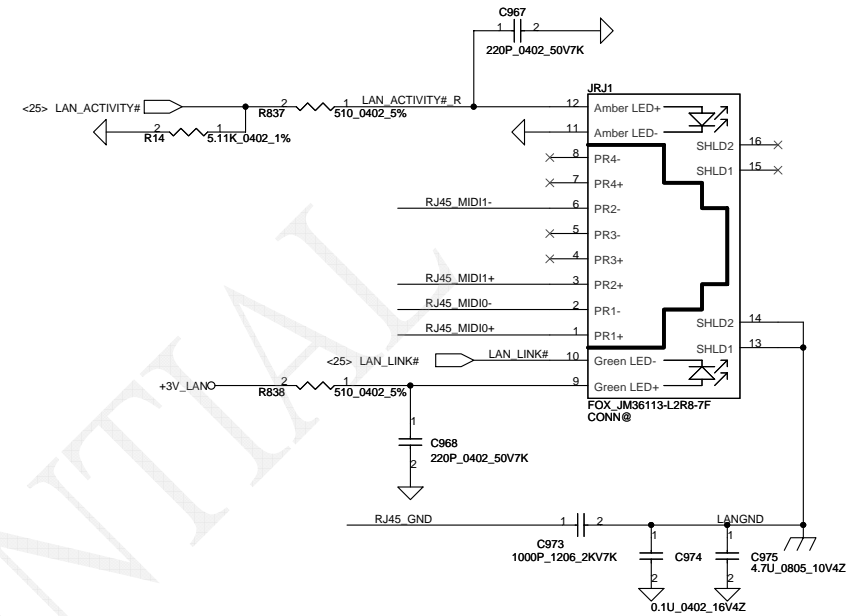 C967
1 2
220P_0402_50V7K
JRJ1
<25> LAN_ACTIVITY# 2 1 LAN_ACTIVITY#_R 12 Amber LED+
R837 510_0402_5%
2 1 11 Amber LED-
R14 5.11K_0402_1%
SHLD2 16
8 PR4-
SHLD1 15
7 PR4+
RJ45_MIDI1- 6 PR2-
5 PR3-
4 PR3+
RJ45_MIDI1+ 3 PR2+
RJ45_MIDI0- 2 PR1-
SHLD2 14
RJ45_MIDI0+ 1 PR1+
SHLD1 13
<25> LAN_LINK# LAN_LINK# 10 Green LED-
+3V_LAN 2 1 9 Green LED+
R838 510_0402_5%
FOX_JM36113-L2R8-7F
CONN@
1
C968
2
220P_0402_50V7K
RJ45_GND 1 2 LANGND
C973
1000P_1206_2KV7K
1 1
C974 C975
4.7U_0805_10V4Z
2 2
0.1U_0402_16V4Z
NTIAL